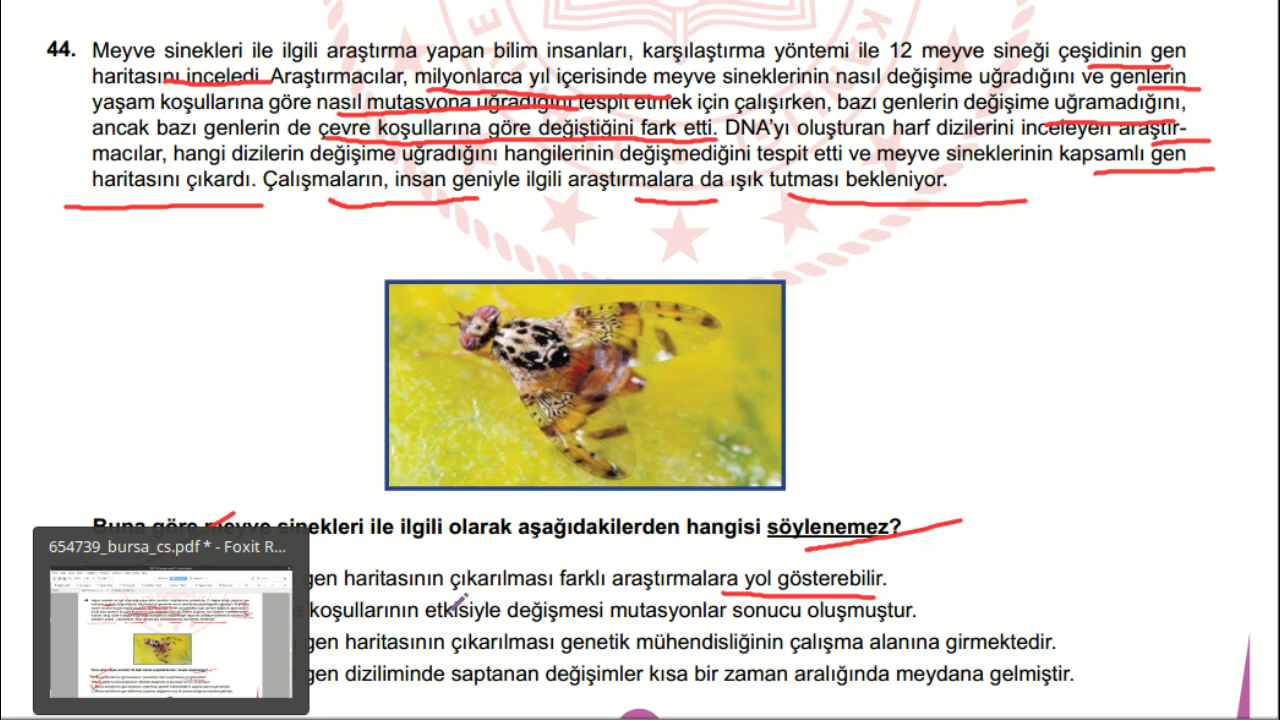 44. Meyve sinekleri ile ilgili araştırma yapan bilim insanları, karşılaştırma yöntemi ile 12 meyve sineği çeşidinin gen
haritasını inceledi. Araştırmacılar, milyonlarca yıl içerisinde meyve sineklerinin nasıl değişime uğradığını ve genlerin
yaşam koşullarına göre nasıl mutasyona uğradığını tespit etmek için çalışırken, bazı genlerin değişime uğramadığını,
ancak bazı genlerin de çevre koşullarına göre değiştiğini fark etti. DNA’yı oluşturan harf dizilerini inceleyen araştır-
macılar, hangi dizilerin değişime uğradığını hangilerinin değişmediğini tespit etti ve meyve sineklerinin kapsamlı gen
haritasını çıkardı. Çalışmaların, insan geniyle ilgili araştırmalara da ışık tutması bekleniyor.
Buna göre meyve sinekleri ile ilgili olarak aşağıdakilerden hangisi söylenemez?
654739_bursa_cs.pdf * - Foxit R...
gen haritasının çıkarılması farklı araştırmalara yol gösterebilir.
koşullarının etkisiyle değişmesi mutasyonlar sonucu oluşmuştur.
gen haritasının çıkarılması genetik mühendisliğinin çalışma alanına girmektedir.
gen diziliminde saptanan değişimler kısa bir zaman aralığında meydana gelmiştir.